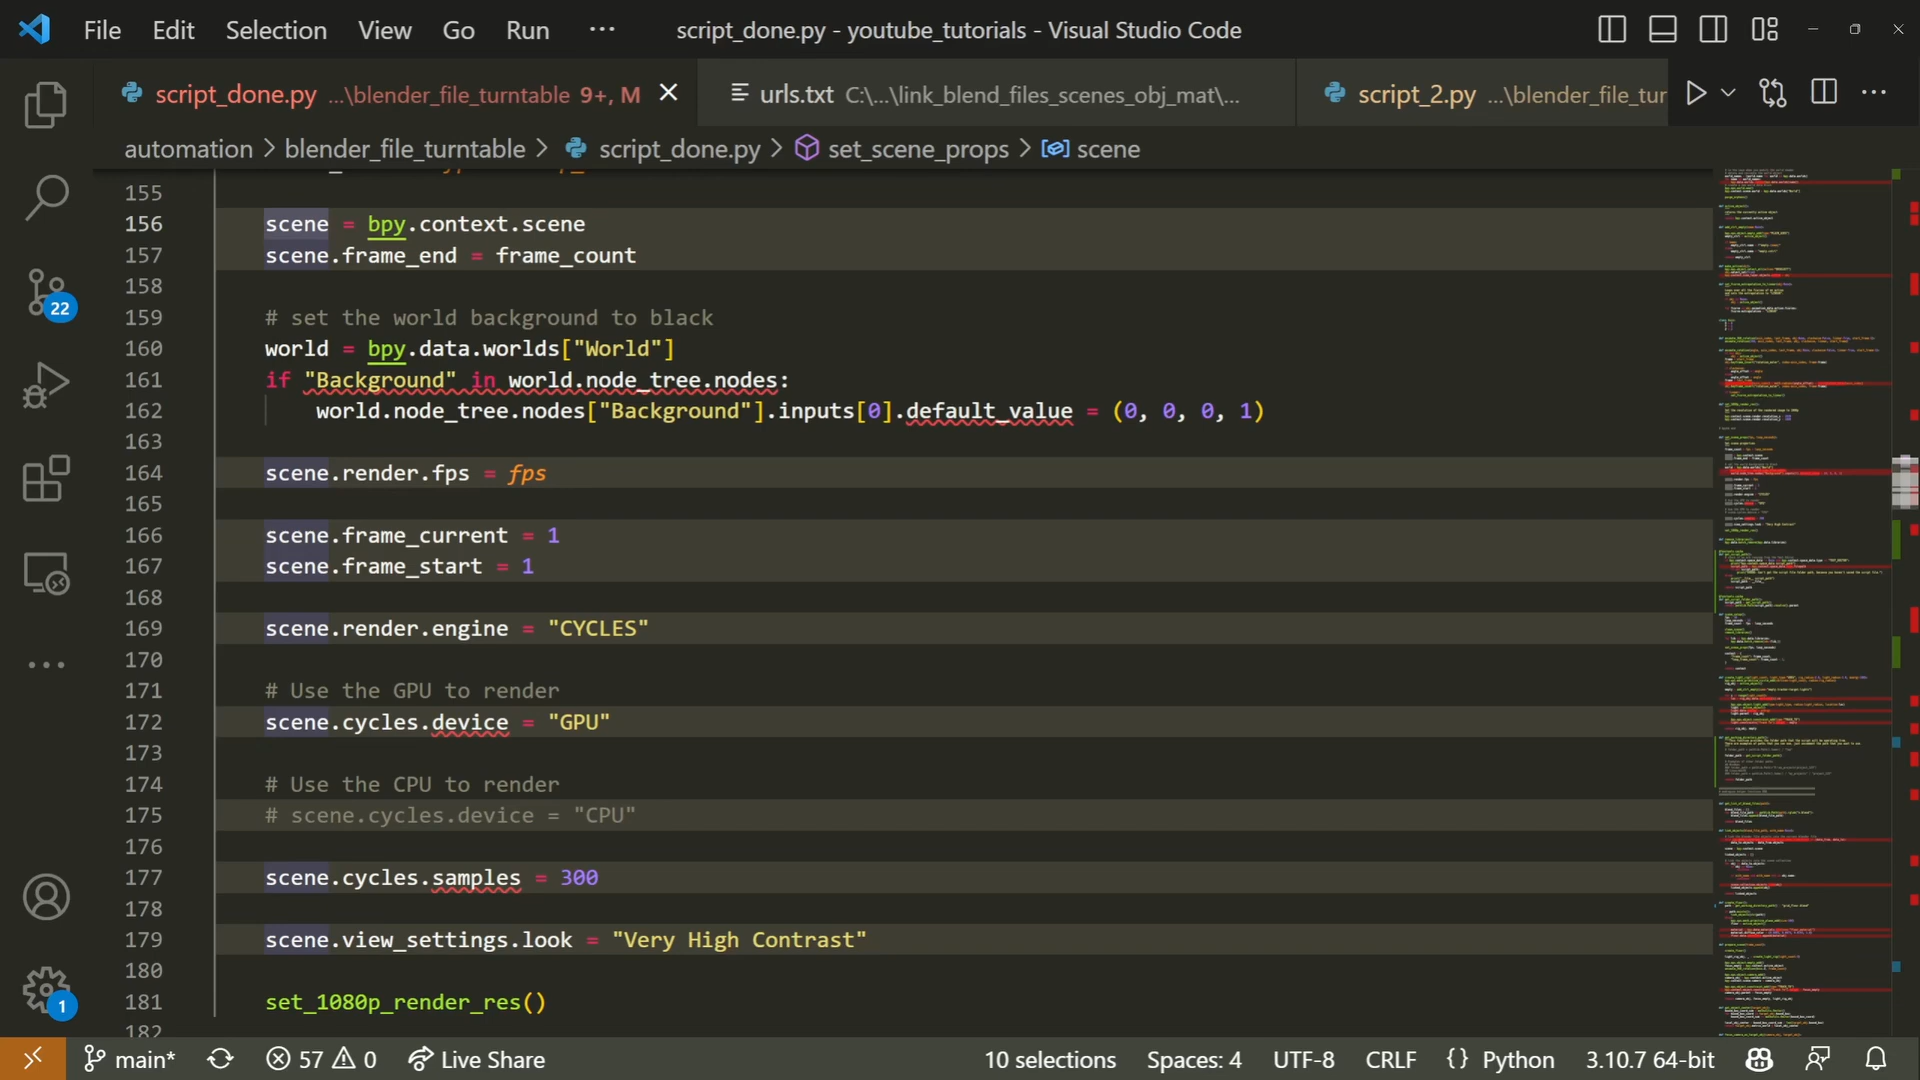 File Edit Selection View Go Run ··· script_done.py - youtube_tutorials - Visual Studio Code
script_done.py ...\blender_file_turntable 9+, M urls.txt C:\...\link_blend_files_scenes_obj_mat\... script_2.py ...\blender_file_tur
automation > blender_file_turntable > script_done.py > set_scene_props > scene
155
156 scene = bpy.context.scene
157 scene.frame_end = frame_count
158
159 # set the world background to black
160 world = bpy.data.worlds["World"]
161 if "Background" in world.node_tree.nodes:
162 world.node_tree.nodes["Background"].inputs[0].default_value = (0, 0, 0, 1)
163
164 scene.render.fps = fps
165
166 scene.frame_current = 1
167 scene.frame_start = 1
168
169 scene.render.engine = "CYCLES"
170
171 # Use the GPU to render
172 scene.cycles.device = "GPU"
173
174 # Use the CPU to render
175 # scene.cycles.device = "CPU"
176
177 scene.cycles.samples = 300
178
179 scene.view_settings.look = "Very High Contrast"
180
181 set_1080p_render_res()
182
22
1
main* 57 0 Live Share 10 selections Spaces: 4 UTF-8 CRLF {} Python 3.10.7 64-bit